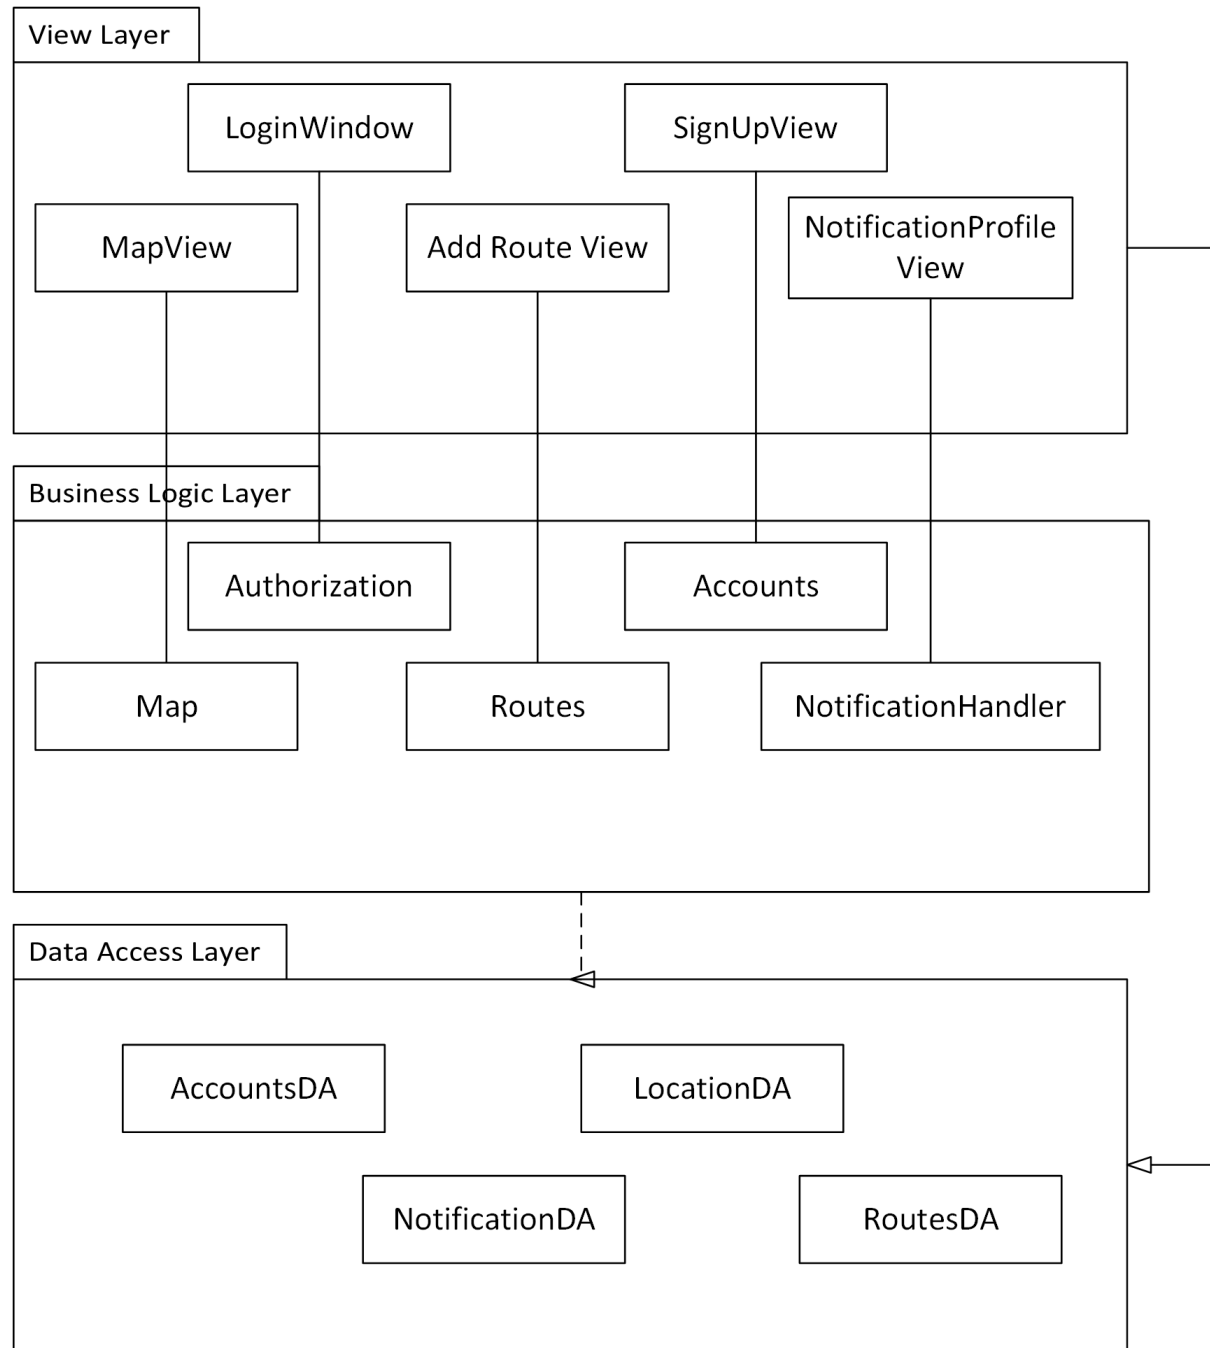 View Layer
LoginWindow
SignUpView
MapView
Add Route View
NotificationProfile
View
Business Logic Layer
Authorization
Accounts
Map
Routes
NotificationHandler
Data Access Layer
AccountsDA
LocationDA
NotificationDA
RoutesDA